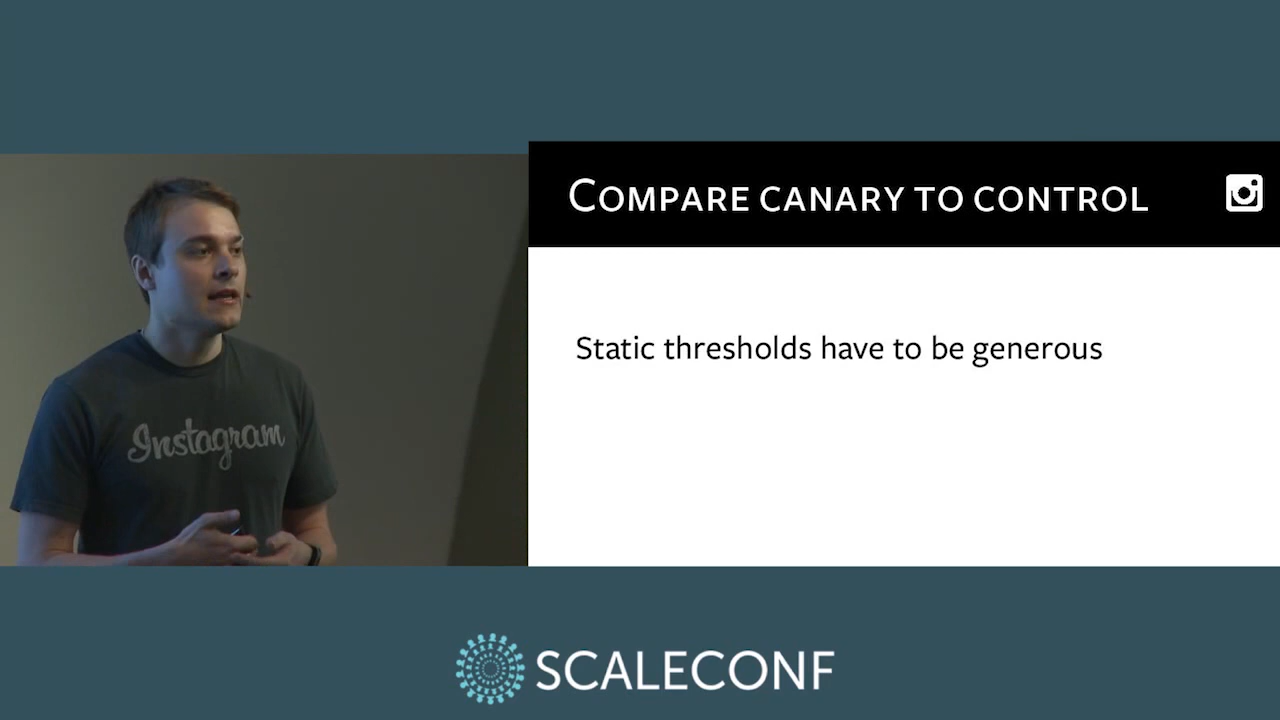 COMPARE CANARY TO CONTROL
Static thresholds have to be generous
Instagram
SCALECONF